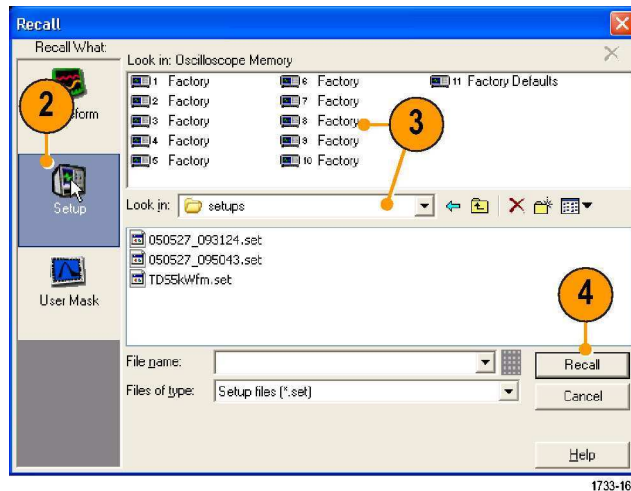 Recall
Recall What:
Look in: Oscilloscope Memory
1 Factory
2 Factory
3 Factory
4 Factory
5 Factory
6 Factory
7 Factory
8 Factory
9 Factory
10 Factory
11 Factory Defaults
2
3
Setup
Look in: setups
050527_093124.set
050527_095043.set
TDS5kWfm.set
User Mask
4
File name:
Recall
Files of type: Setup files (*.set)
Cancel
Help
1733-16